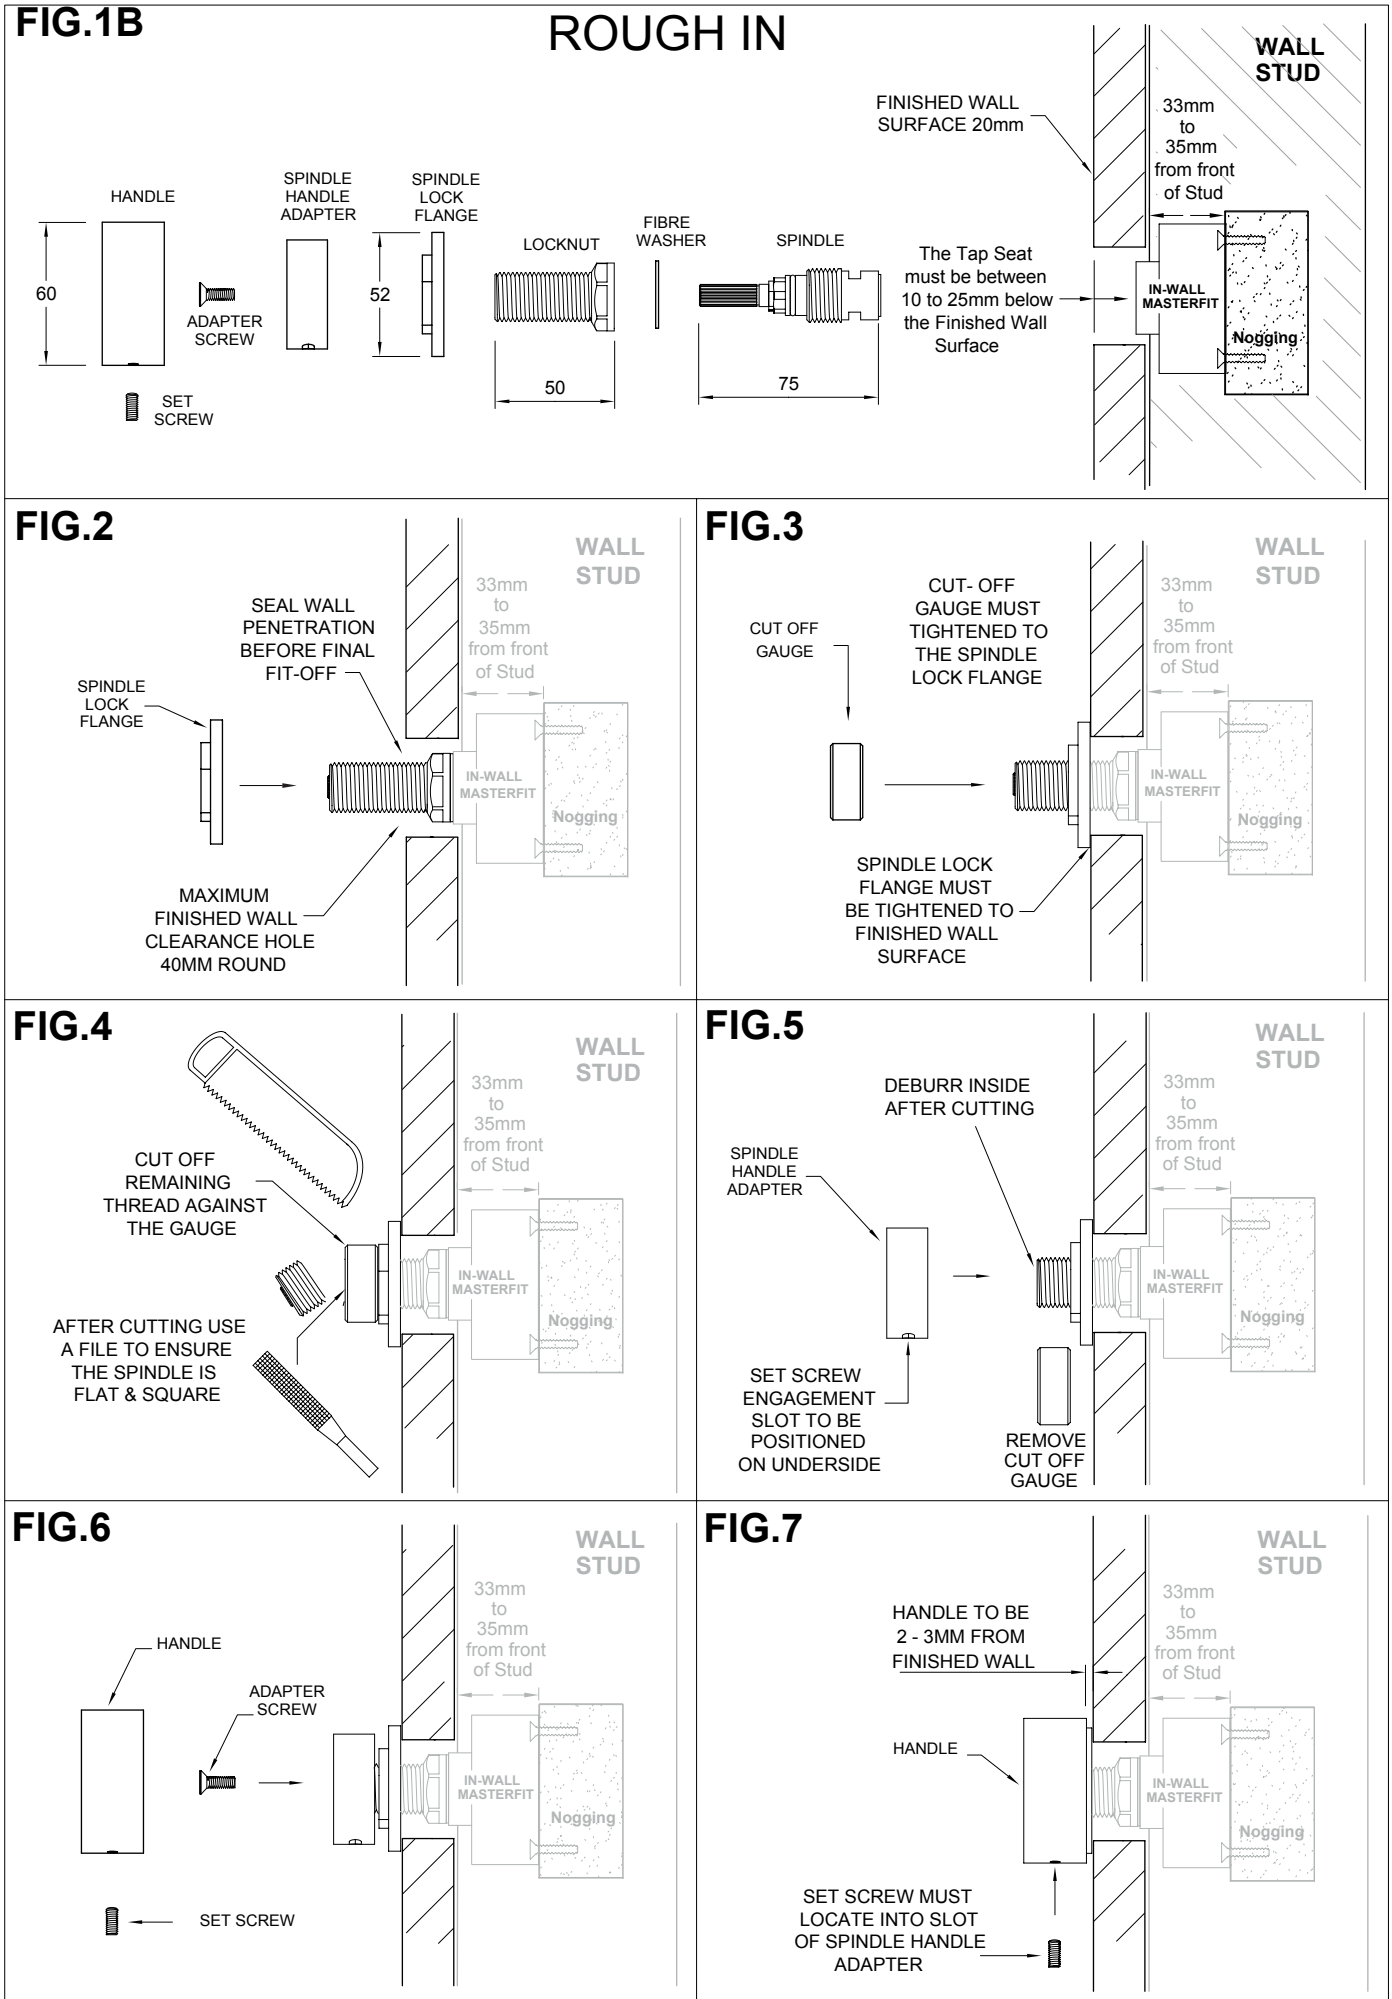 FIG.1B
ROUGH IN
WALL
STUD
FINISHED WALL
SURFACE 20mm
33mm
to
35mm
from front
of Stud
HANDLE
SPINDLE
HANDLE
ADAPTER
SPINDLE
LOCK
FLANGE
LOCKNUT
FIBRE
WASHER
SPINDLE
60
ADAPTER
SCREW
52
The Tap Seat
must be between
10 to 25mm below
the Finished Wall
Surface
IN-WALL
MASTERFIT
Nogging
50
75
SET
SCREW
FIG.2
WALL
STUD
33mm
to
35mm
from front
of Stud
SEAL WALL
PENETRATION
BEFORE FINAL
FIT-OFF
SPINDLE
LOCK
FLANGE
IN-WALL
MASTERFIT
Nogging
MAXIMUM
FINISHED WALL
CLEARANCE HOLE
40MM ROUND
FIG.3
WALL
STUD
33mm
to
35mm
from front
of Stud
CUT- OFF
GAUGE MUST
TIGHTENED TO
THE SPINDLE
LOCK FLANGE
CUT OFF
GAUGE
IN-WALL
MASTERFIT
Nogging
SPINDLE LOCK
FLANGE MUST
BE TIGHTENED TO
FINISHED WALL
SURFACE
FIG.4
WALL
STUD
33mm
to
35mm
from front
of Stud
CUT OFF
REMAINING
THREAD AGAINST
THE GAUGE
IN-WALL
MASTERFIT
Nogging
AFTER CUTTING USE
A FILE TO ENSURE
THE SPINDLE IS
FLAT & SQUARE
FIG.5
WALL
STUD
33mm
to
35mm
from front
of Stud
DEBURR INSIDE
AFTER CUTTING
SPINDLE
HANDLE
ADAPTER
IN-WALL
MASTERFIT
Nogging
SET SCREW
ENGAGEMENT
SLOT TO BE
POSITIONED
ON UNDERSIDE
REMOVE
CUT OFF
GAUGE
FIG.6
WALL
STUD
33mm
to
35mm
from front
of Stud
HANDLE
ADAPTER
SCREW
IN-WALL
MASTERFIT
Nogging
SET SCREW
FIG.7
WALL
STUD
33mm
to
35mm
from front
of Stud
HANDLE TO BE
2 - 3MM FROM
FINISHED WALL
HANDLE
IN-WALL
MASTERFIT
Nogging
SET SCREW MUST
LOCATE INTO SLOT
OF SPINDLE HANDLE
ADAPTER